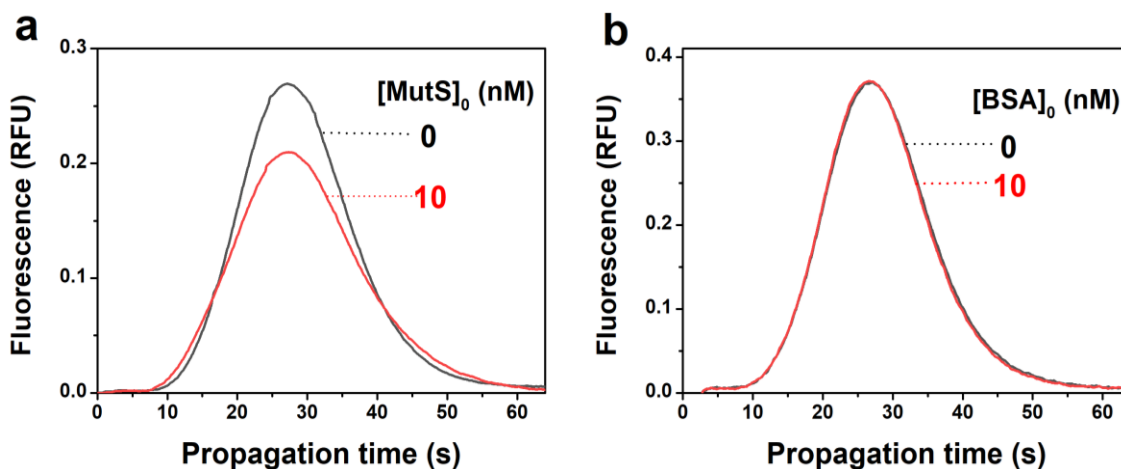 a
0.3
0.2
0.1
0.0
Fluorescence (RFU)
[MutS]₀ (nM)
0
10
0 10 20 30 40 50 60
Propagation time (s)
b
0.4
0.3
0.2
0.1
0.0
Fluorescence (RFU)
[BSA]₀ (nM)
0
10
0 10 20 30 40 50 60
Propagation time (s)